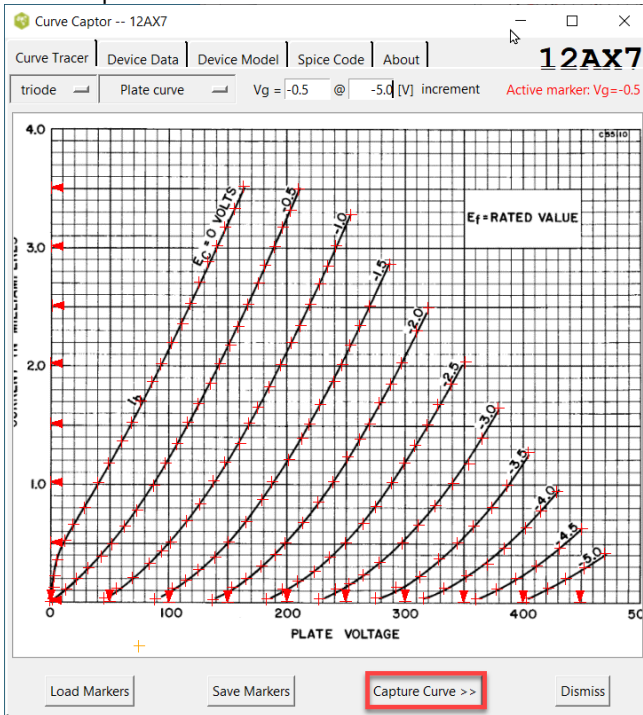 Curve Captor -- 12AX7
Curve Tracer Device Data Device Model Spice Code About 12AX7
triode Plate curve Vg = -0.5 @ -5.0 [V] increment Active marker: Vg=-0.5
4.0
C55110
EC = 0 VOLTS
-0.5
-1.0
Ef = RATED VALUE
3.0
-1.5
-2.0
2.0
-2.5
Ib
-3.0
-3.5
1.0
-4.0
-4.5
-5.0
0 100 200 300 400 50
PLATE VOLTAGE
Load Markers Save Markers Capture Curve >> Dismiss